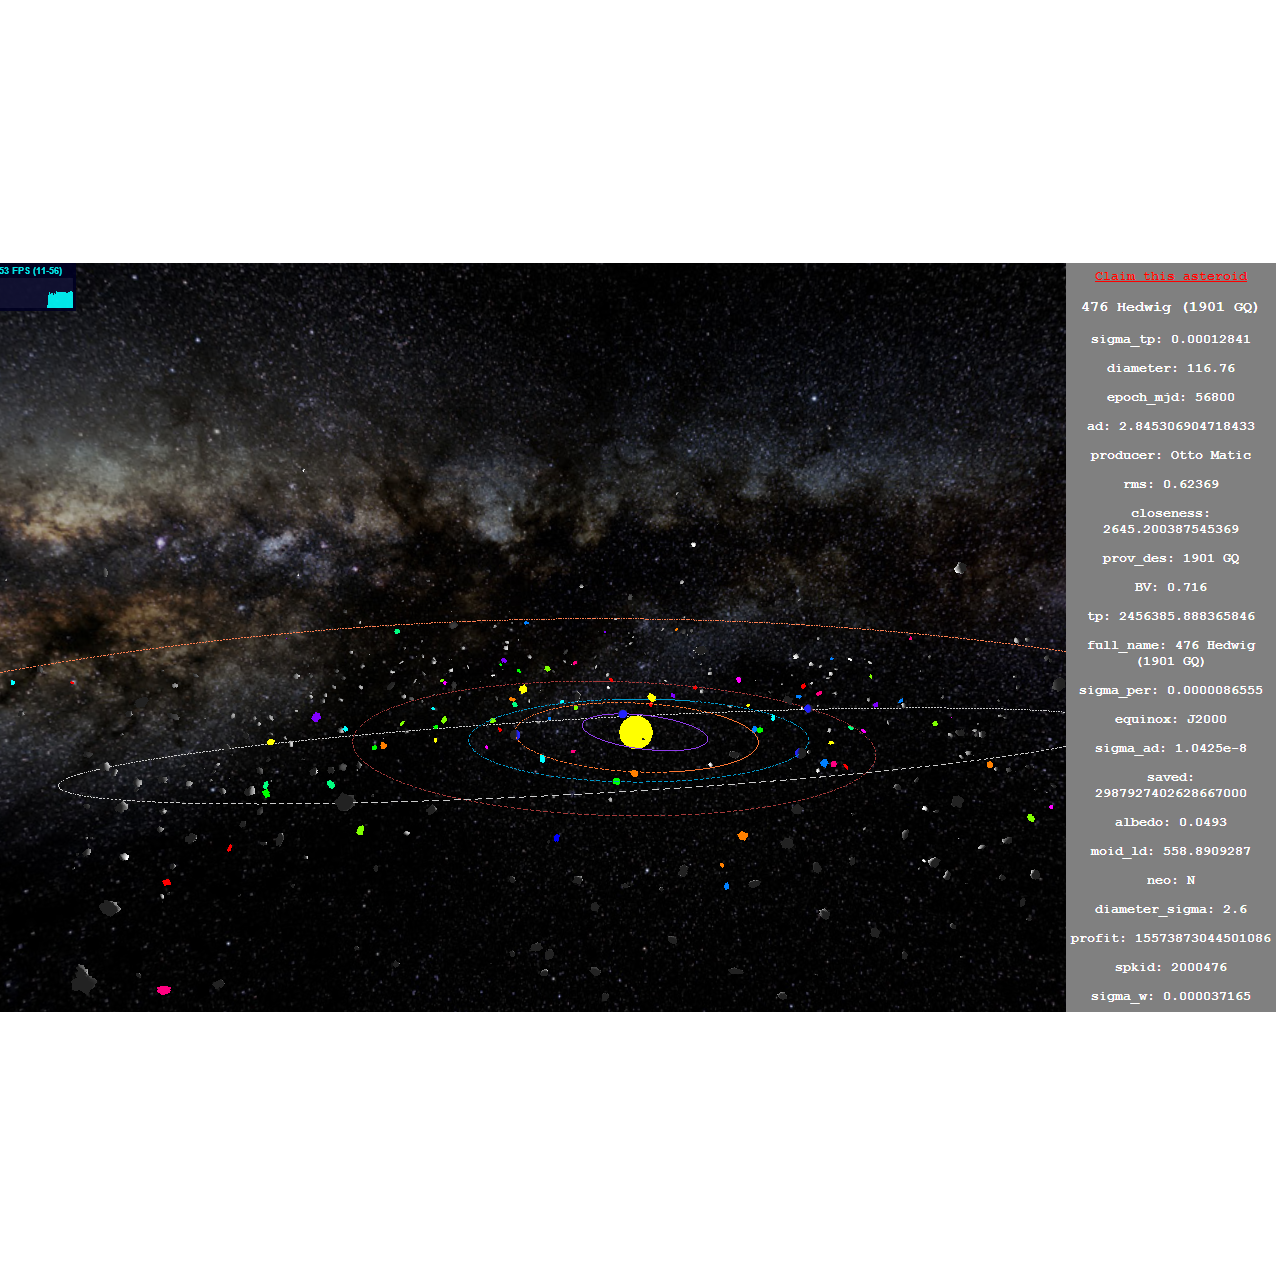 53 FPS (11-56)
Claim this asteroid
476 Hedwig (1901 GQ)
sigma_tp: 0.00012841
diameter: 116.76
epoch_mjd: 56800
ad: 2.845306904718433
producer: Otto Matic
rms: 0.62369
closeness:
2645.200387545369
prov_des: 1901 GQ
BV: 0.716
tp: 2456385.888365846
full_name: 476 Hedwig
(1901 GQ)
sigma_per: 0.0000086555
equinox: J2000
sigma_ad: 1.0425e-8
saved:
2987927402628667000
albedo: 0.0493
moid_ld: 558.8909287
neo: N
diameter_sigma: 2.6
profit: 15573873044501086
spkid: 2000476
sigma_w: 0.000037165